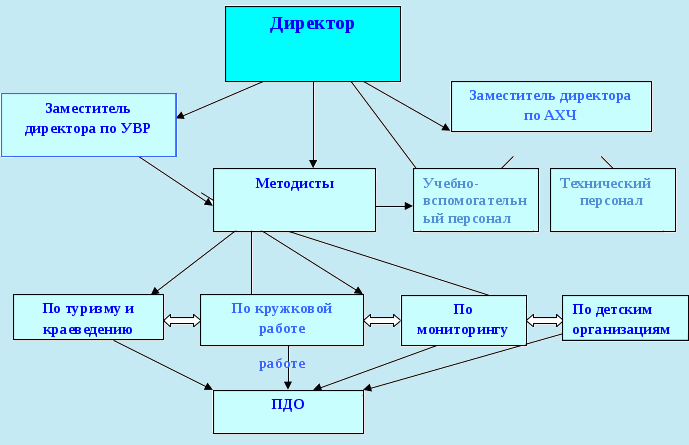 Директор
Заместитель
директора по УВР
Заместитель директора
по АХЧ
Методисты
Учебно-
вспомогательн
ый персонал
Технический
персонал
По туризму и
краеведению
По кружковой
работе
По
мониторингу
По детским
организациям
работе
ПДО